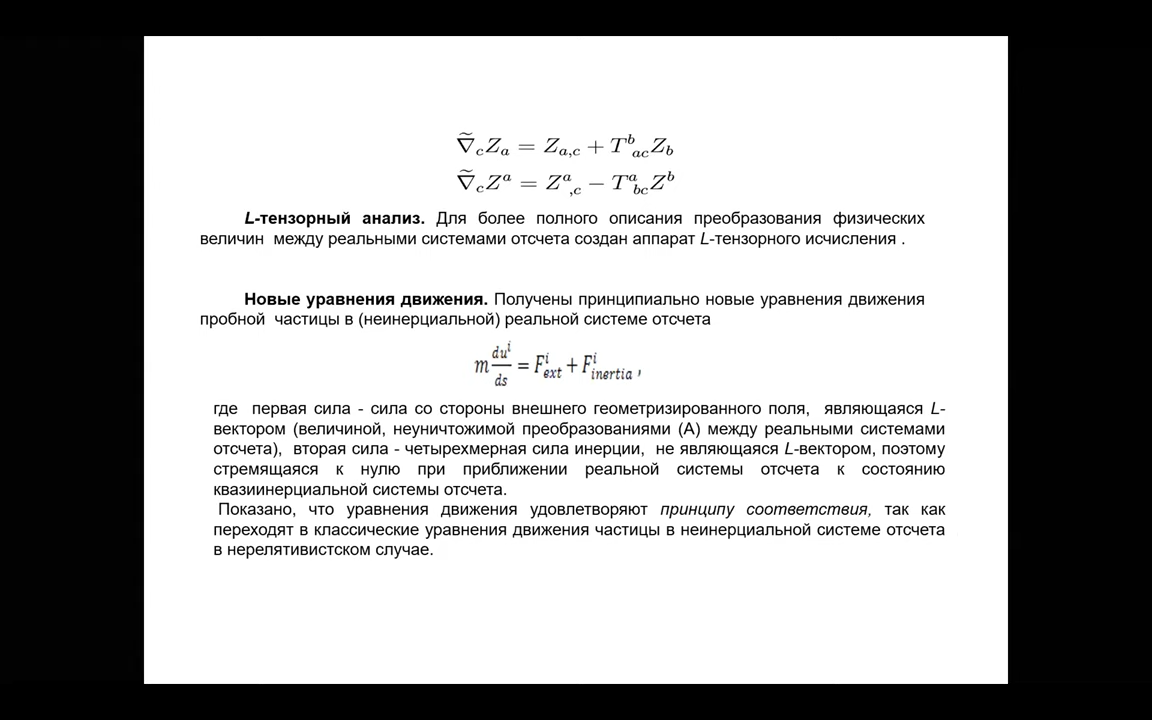 ∇̃_c Z_a = Z_{a,c} + T^b_{ac} Z_b
∇̃_c Z^a = Z^a_{,c} − T^a_{bc} Z^b
L-тензорный анализ. Для более полного описания преобразования физических
величин между реальными системами отсчета создан аппарат L-тензорного исчисления .
Новые уравнения движения. Получены принципиально новые уравнения движения
пробной частицы в (неинерциальной) реальной системе отсчета
m du^i/ds = F^i_{ext} + F^i_{inertia} ,
где первая сила - сила со стороны внешнего геометризированного поля, являющаяся L-
вектором (величиной, неуничтожимой преобразованиями (А) между реальными системами
отсчета), вторая сила - четырехмерная сила инерции, не являющаяся L-вектором, поэтому
стремящаяся к нулю при приближении реальной системы отсчета к состоянию
квазиинерциальной системы отсчета.
Показано, что уравнения движения удовлетворяют принципу соответствия, так как
переходят в классические уравнения движения частицы в неинерциальной системе отсчета
в нерелятивистском случае.